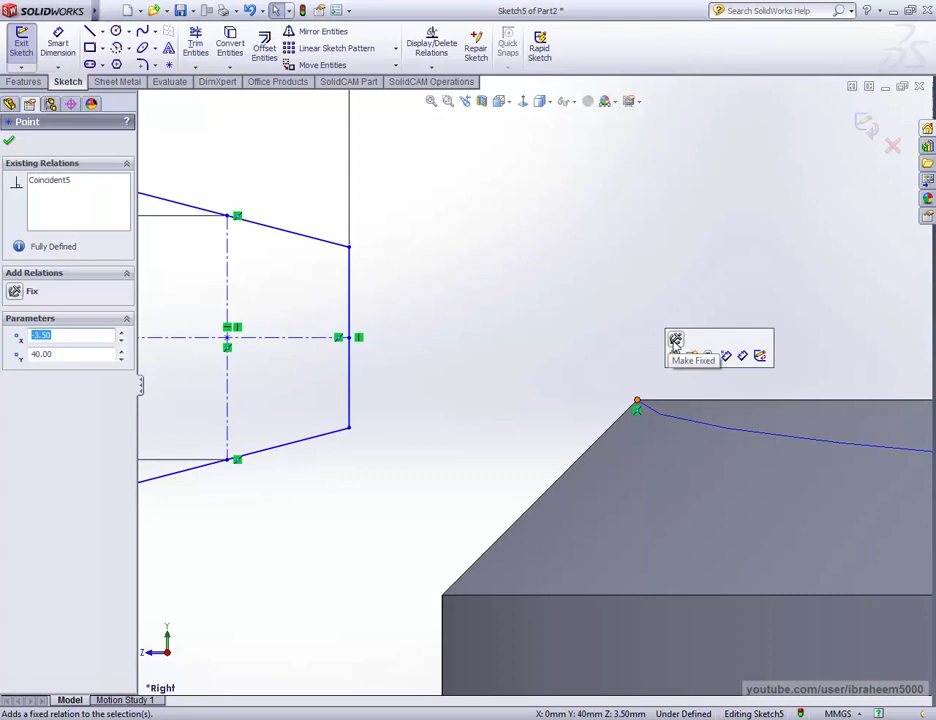 SOLIDWORKS
Sketch5 of Part2 *
Search SolidWorks
Exit Sketch
Smart Dimension
Trim Entities
Convert Entities
Offset Entities
Mirror Entities
Linear Sketch Pattern
Move Entities
Display/Delete Relations
Repair Sketch
Quick Snaps
Rapid Sketch
Features
Sketch
Sheet Metal
Evaluate
DimXpert
Office Products
SolidCAM Part
SolidCAM Operations
Point
?
Existing Relations
Coincident5
Fully Defined
Add Relations
Fix
Parameters
-3.50
40.00
Make Fixed
Y
Z
*Right
youtube.com/user/ibraheem5000
Model
Motion Study 1
Adds a fixed relation to the selection(s).
X: 0mm Y: 40mm Z: 3.50mm
Under Defined
Editing Sketch5
MMGS